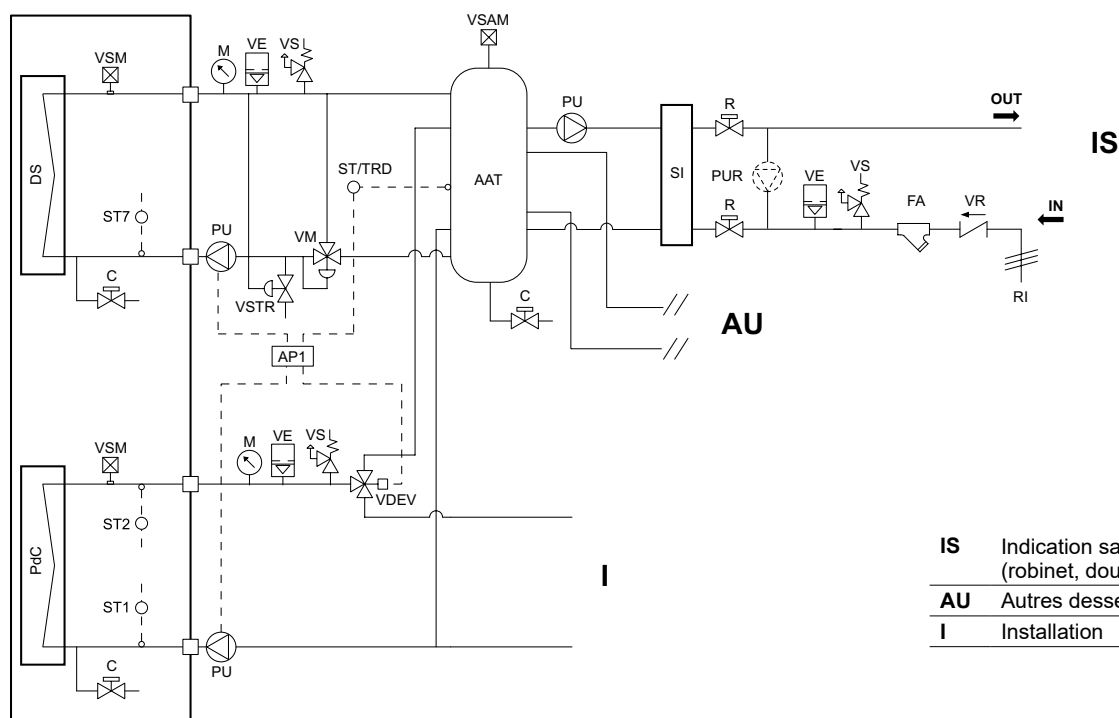 VSAM
VSM
M
VE
VS
PU
R
OUT
IS
DS
ST/TRD
AAT
SI
PUR
VE
VS
FA
VR
IN
ST7
PU
VM
R
C
VSTR
C
RI
AU
AP1
VSM
M
VE
VS
VDEV
ST2
PdC
I
ST1
C
PU
IS Indication sa
(robinet, dou
AU Autres desse
I Installation